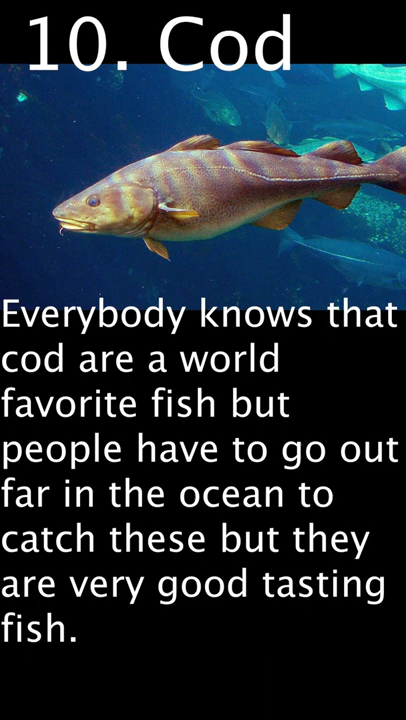 10. Cod
Everybody knows that
cod are a world
favorite fish but
people have to go out
far in the ocean to
catch these but they
are very good tasting
fish.